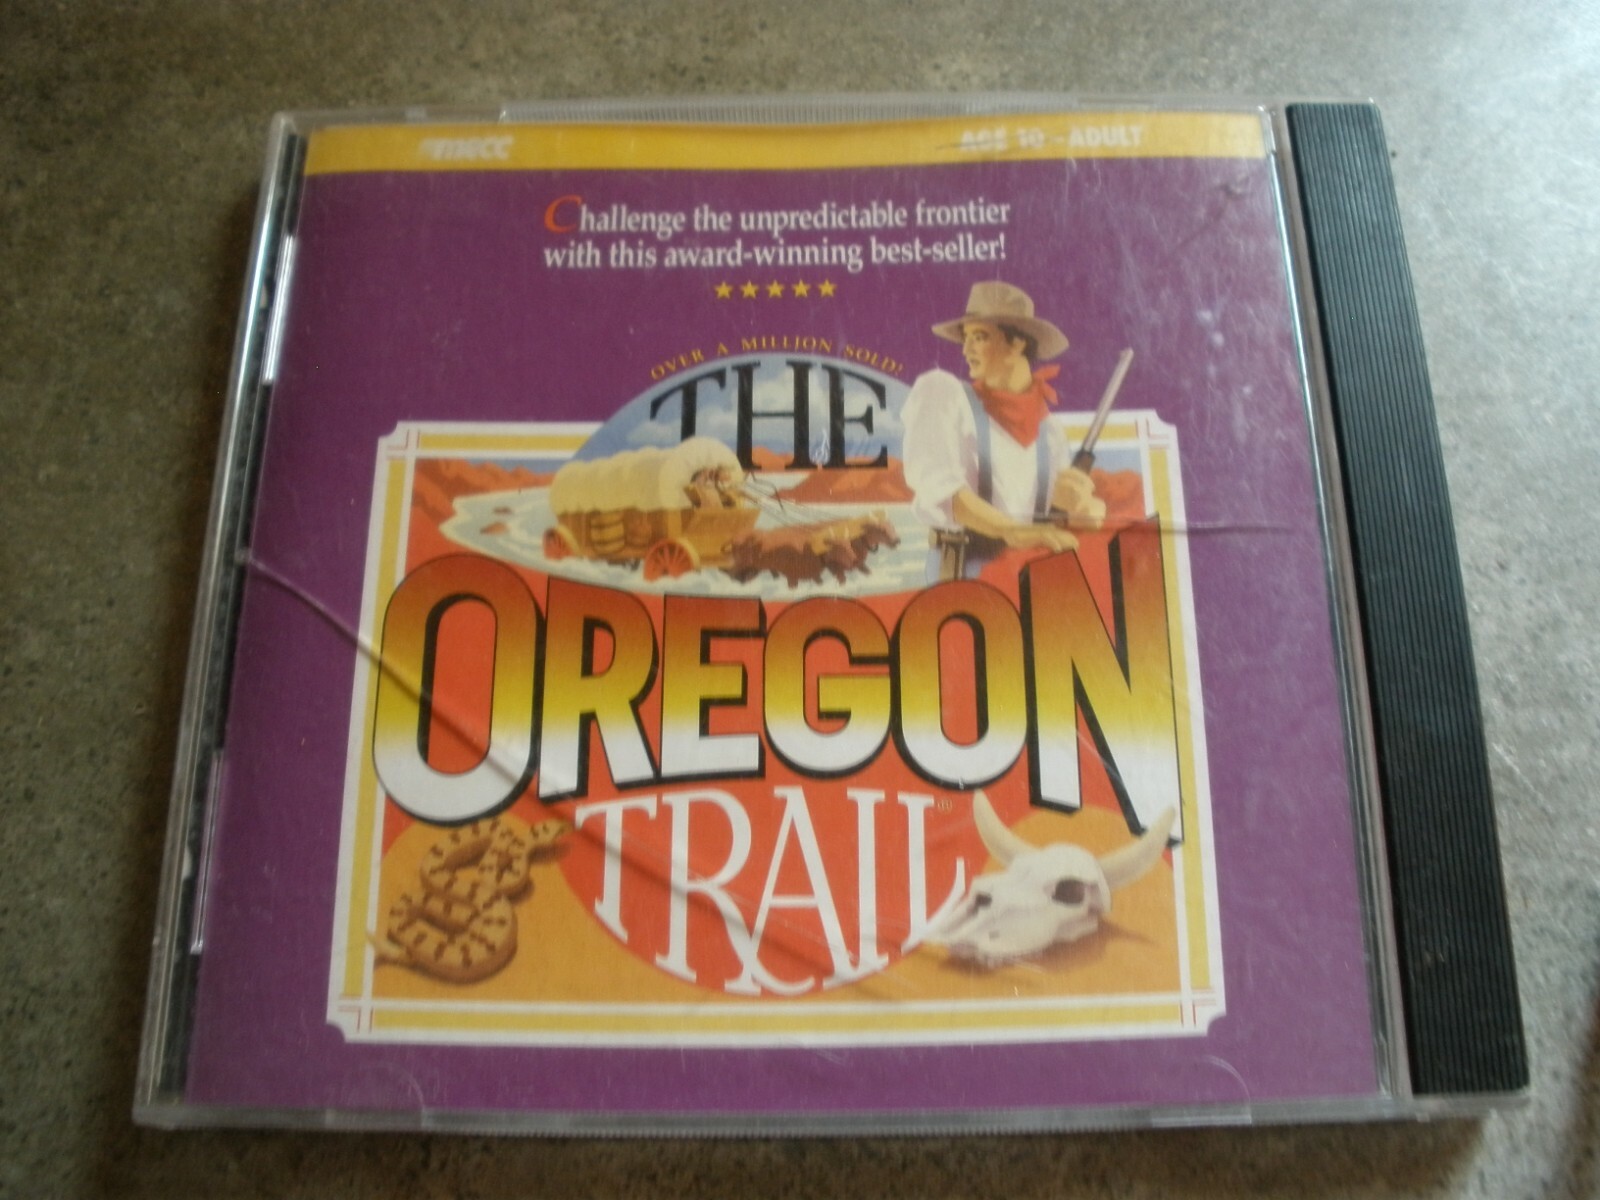 mecc
AGE 10 - ADULT
Challenge the unpredictable frontier
with this award-winning best-seller!
OVER A MILLION SOLD!
THE
OREGON
TRAIL®